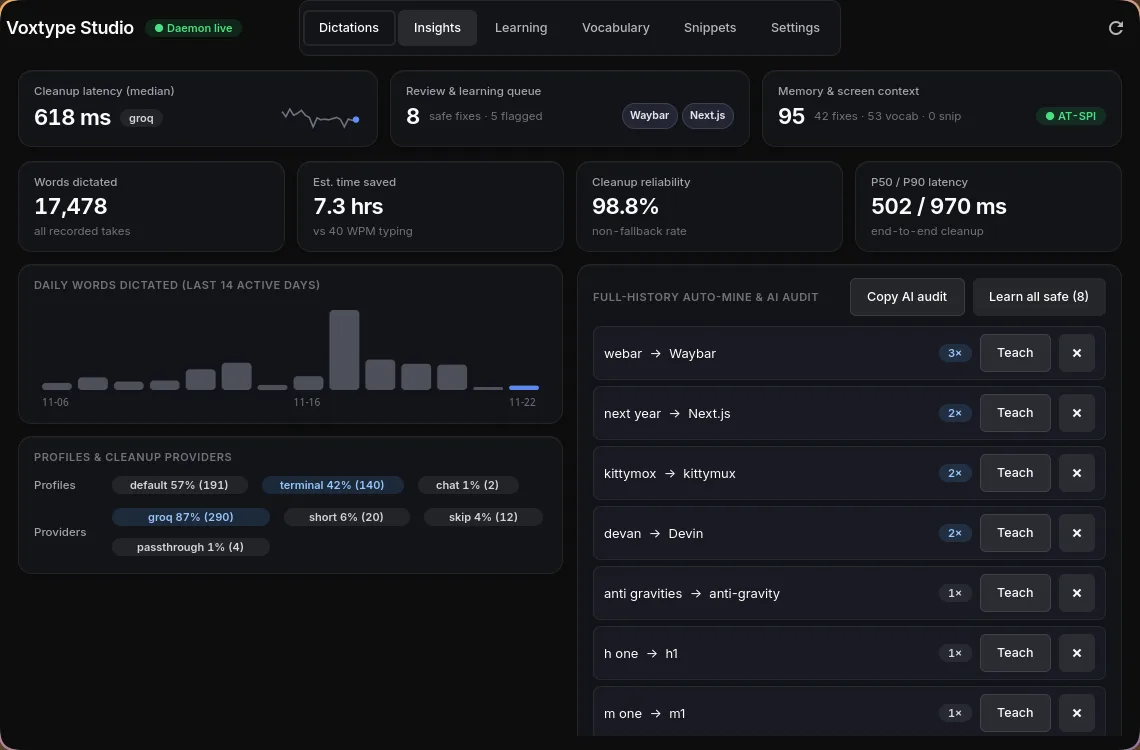 Voxtype Studio
Daemon live
Dictations
Insights
Learning
Vocabulary
Snippets
Settings
Cleanup latency (median)
618 ms groq
Review & learning queue
8 safe fixes · 5 flagged
Waybar
Next.js
Memory & screen context
95 42 fixes · 53 vocab · 0 snip
AT-SPI
Words dictated
17,478
all recorded takes
Est. time saved
7.3 hrs
vs 40 WPM typing
Cleanup reliability
98.8%
non-fallback rate
P50 / P90 latency
502 / 970 ms
end-to-end cleanup
DAILY WORDS DICTATED (LAST 14 ACTIVE DAYS)
11-06
11-16
11-22
PROFILES & CLEANUP PROVIDERS
Profiles
default 57% (191)
terminal 42% (140)
chat 1% (2)
Providers
groq 87% (290)
short 6% (20)
skip 4% (12)
passthrough 1% (4)
FULL-HISTORY AUTO-MINE & AI AUDIT
Copy AI audit
Learn all safe (8)
webar → Waybar 3× Teach ×
next year → Next.js 2× Teach ×
kittymox → kittymux 2× Teach ×
devan → Devin 2× Teach ×
anti gravities → anti-gravity 1× Teach ×
h one → h1 1× Teach ×
m one → m1 1× Teach ×